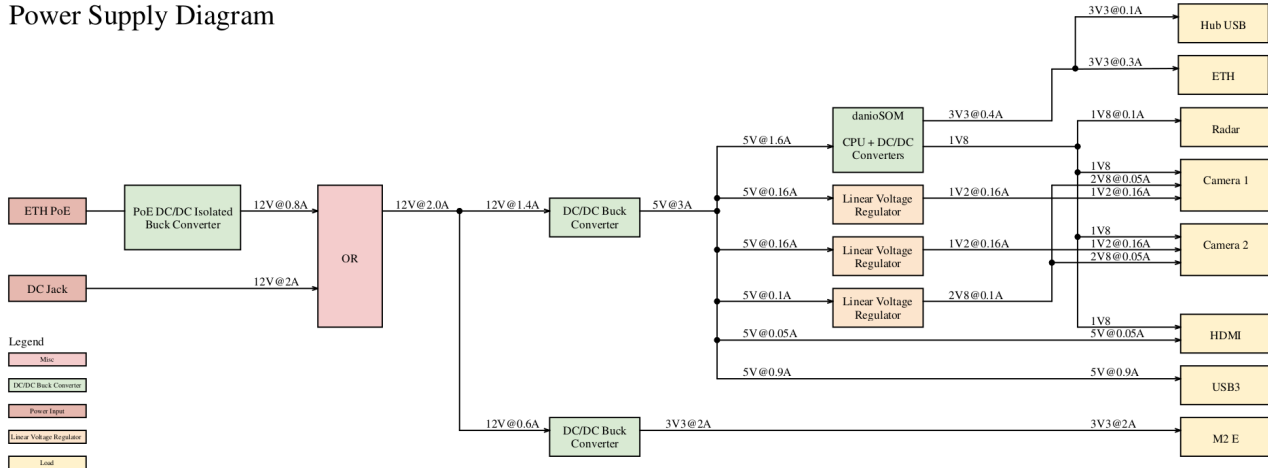 Power Supply Diagram
3V3@0.1A
Hub USB
3V3@0.3A
ETH
danioSOM
CPU + DC/DC
Converters
3V3@0.4A
1V8@0.1A
Radar
5V@1.6A
1V8
1V8
2V8@0.05A
1V2@0.16A
Camera 1
ETH PoE
PoE DC/DC Isolated
Buck Converter
12V@0.8A
12V@2.0A
12V@1.4A
DC/DC Buck
Converter
5V@3A
5V@0.16A
Linear Voltage
Regulator
1V2@0.16A
OR
5V@0.16A
Linear Voltage
Regulator
1V2@0.16A
1V8
1V2@0.16A
2V8@0.05A
Camera 2
DC Jack
12V@2A
5V@0.1A
Linear Voltage
Regulator
2V8@0.1A
1V8
5V@0.05A
5V@0.05A
HDMI
5V@0.9A
5V@0.9A
USB3
12V@0.6A
DC/DC Buck
Converter
3V3@2A
3V3@2A
M2 E
Legend
Misc
DC/DC Buck Converter
Power Input
Linear Voltage Regulator
Load